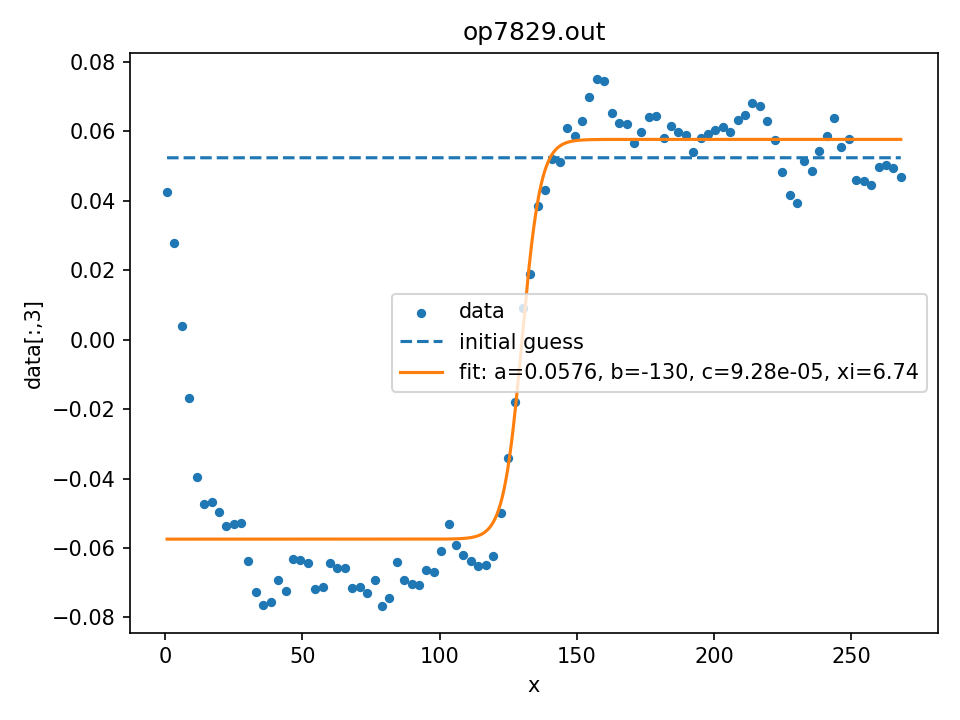 op7829.out
0.08
0.06
0.04
0.02
0.00
−0.02
−0.04
−0.06
−0.08
data[:,3]
data
initial guess
fit: a=0.0576, b=-130, c=9.28e-05, xi=6.74
0 50 100 150 200 250
x